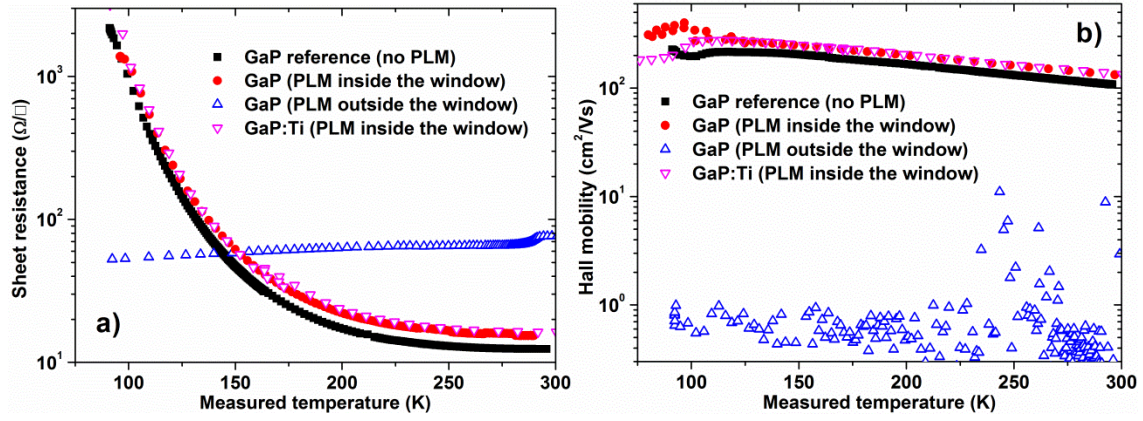 Sheet resistance (Ω/□)
10³
10²
10¹
GaP reference (no PLM)
GaP (PLM inside the window)
GaP (PLM outside the window)
GaP:Ti (PLM inside the window)
a)
100 150 200 250 300
Measured temperature (K)
Hall mobility (cm²/Vs)
10³
10²
10¹
10⁰
b)
GaP reference (no PLM)
GaP (PLM inside the window)
GaP (PLM outside the window)
GaP:Ti (PLM inside the window)
100 150 200 250 300
Measured temperature (K)